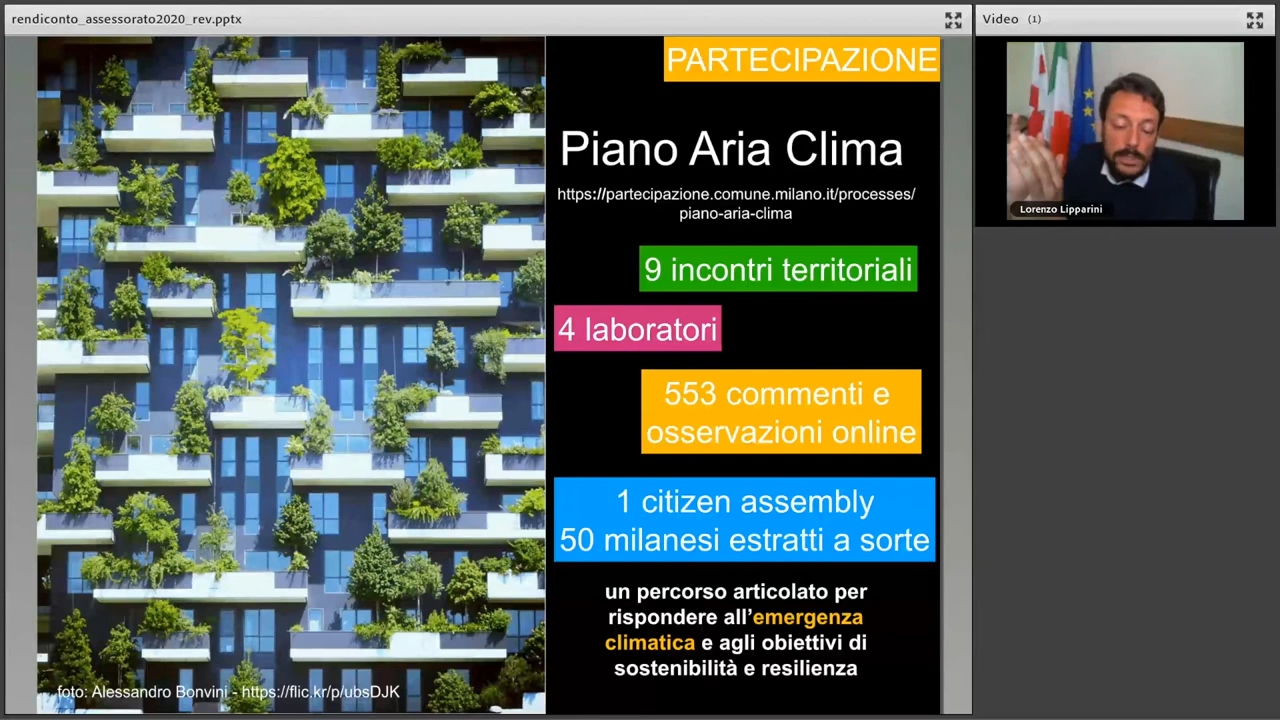 rendiconto_assessorato2020_rev.pptx
Video (1)
PARTECIPAZIONE
Piano Aria Clima
https://partecipazione.comune.milano.it/processes/
piano-aria-clima
9 incontri territoriali
4 laboratori
553 commenti e
osservazioni online
1 citizen assembly
50 milanesi estratti a sorte
un percorso articolato per
rispondere all’emergenza
climatica e agli obiettivi di
sostenibilità e resilienza
foto: Alessandro Bonvini - https://flic.kr/p/ubsDJK
Lorenzo Lipparini